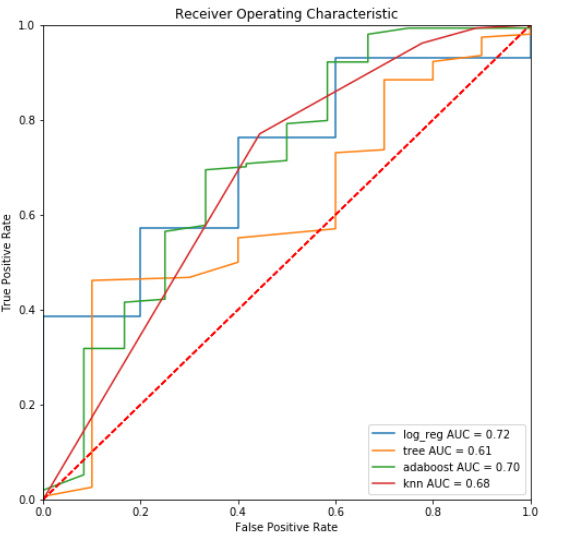 Receiver Operating Characteristic
True Positive Rate
1.0
0.8
0.6
0.4
0.2
0.0
log_reg AUC = 0.72
tree AUC = 0.61
adaboost AUC = 0.70
knn AUC = 0.68
0.0 0.2 0.4 0.6 0.8 1.0
False Positive Rate